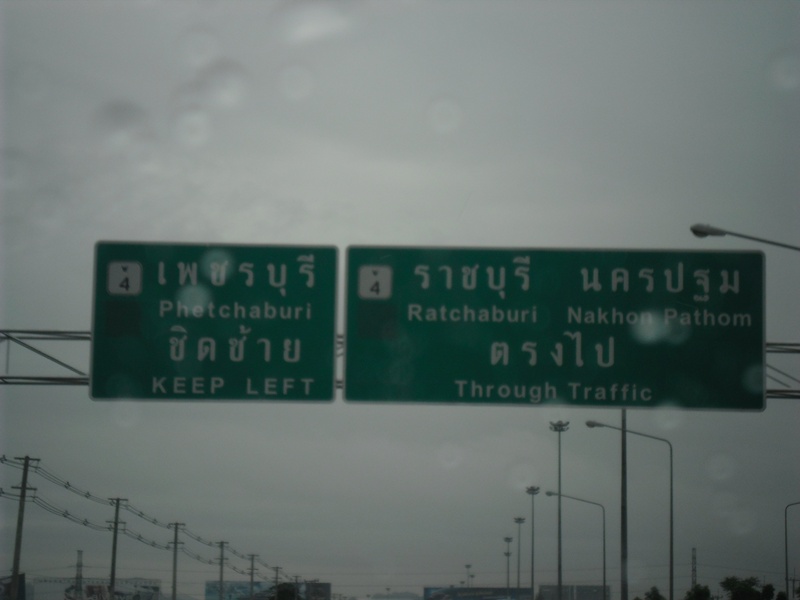 4 เพชรบุรี
Phetchaburi
ชิดซ้าย
KEEP LEFT
4 ราชบุรี นครปฐม
Ratchaburi Nakhon Pathom
ตรงไป
Through Traffic